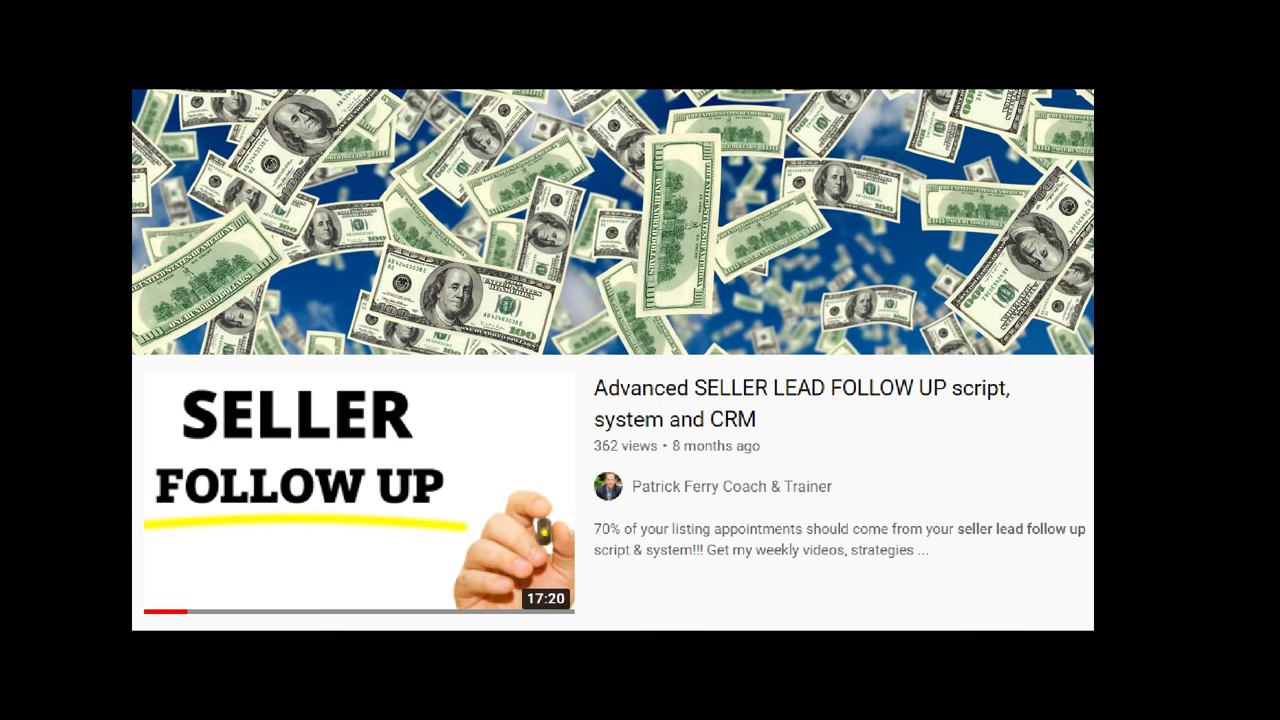 SELLER
FOLLOW UP
17:20
Advanced SELLER LEAD FOLLOW UP script,
system and CRM
362 views • 8 months ago
Patrick Ferry Coach & Trainer
70% of your listing appointments should come from your seller lead follow up
script & system!!! Get my weekly videos, strategies ...